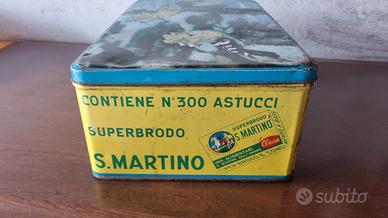 CONTIENE N° 300 ASTUCCI
SUPERBRODO
S. MARTINO
SUPERBRODO
S. MARTINO
subito